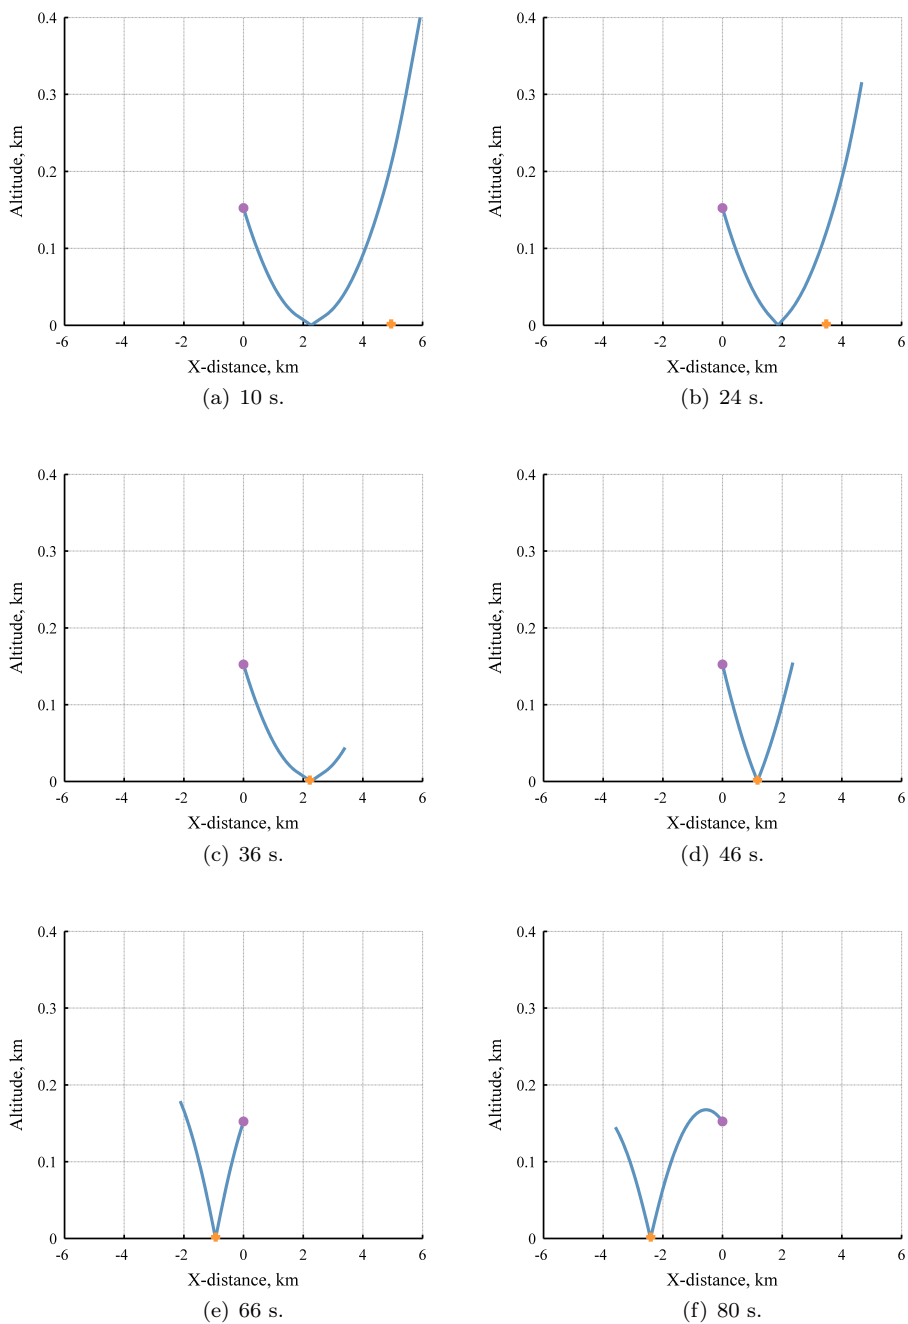 0.4 0.4
0.3 0.3
Altitude, km Altitude, km
0.2 0.2
0.1 0.1
0 0
-6 -4 -2 0 2 4 6 -6 -4 -2 0 2 4 6
X-distance, km X-distance, km
(a) 10 s. (b) 24 s.
0.4 0.4
0.3 0.3
Altitude, km Altitude, km
0.2 0.2
0.1 0.1
0 0
-6 -4 -2 0 2 4 6 -6 -4 -2 0 2 4 6
X-distance, km X-distance, km
(c) 36 s. (d) 46 s.
0.4 0.4
0.3 0.3
Altitude, km Altitude, km
0.2 0.2
0.1 0.1
0 0
-6 -4 -2 0 2 4 6 -6 -4 -2 0 2 4 6
X-distance, km X-distance, km
(e) 66 s. (f) 80 s.